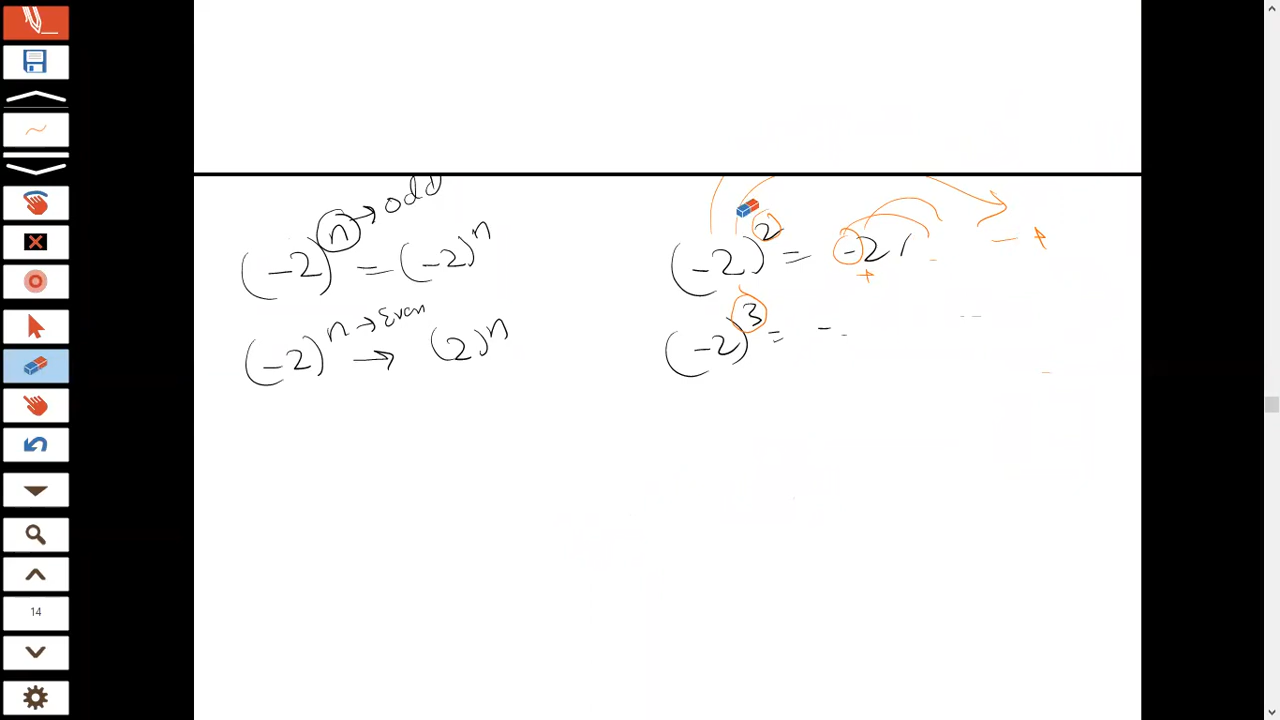 (-2)^n → odd = (-2)^n
(-2)^n → Even → (2)^n
(-2)^2 = -2(
+
- +
(-2)^3 = -
14